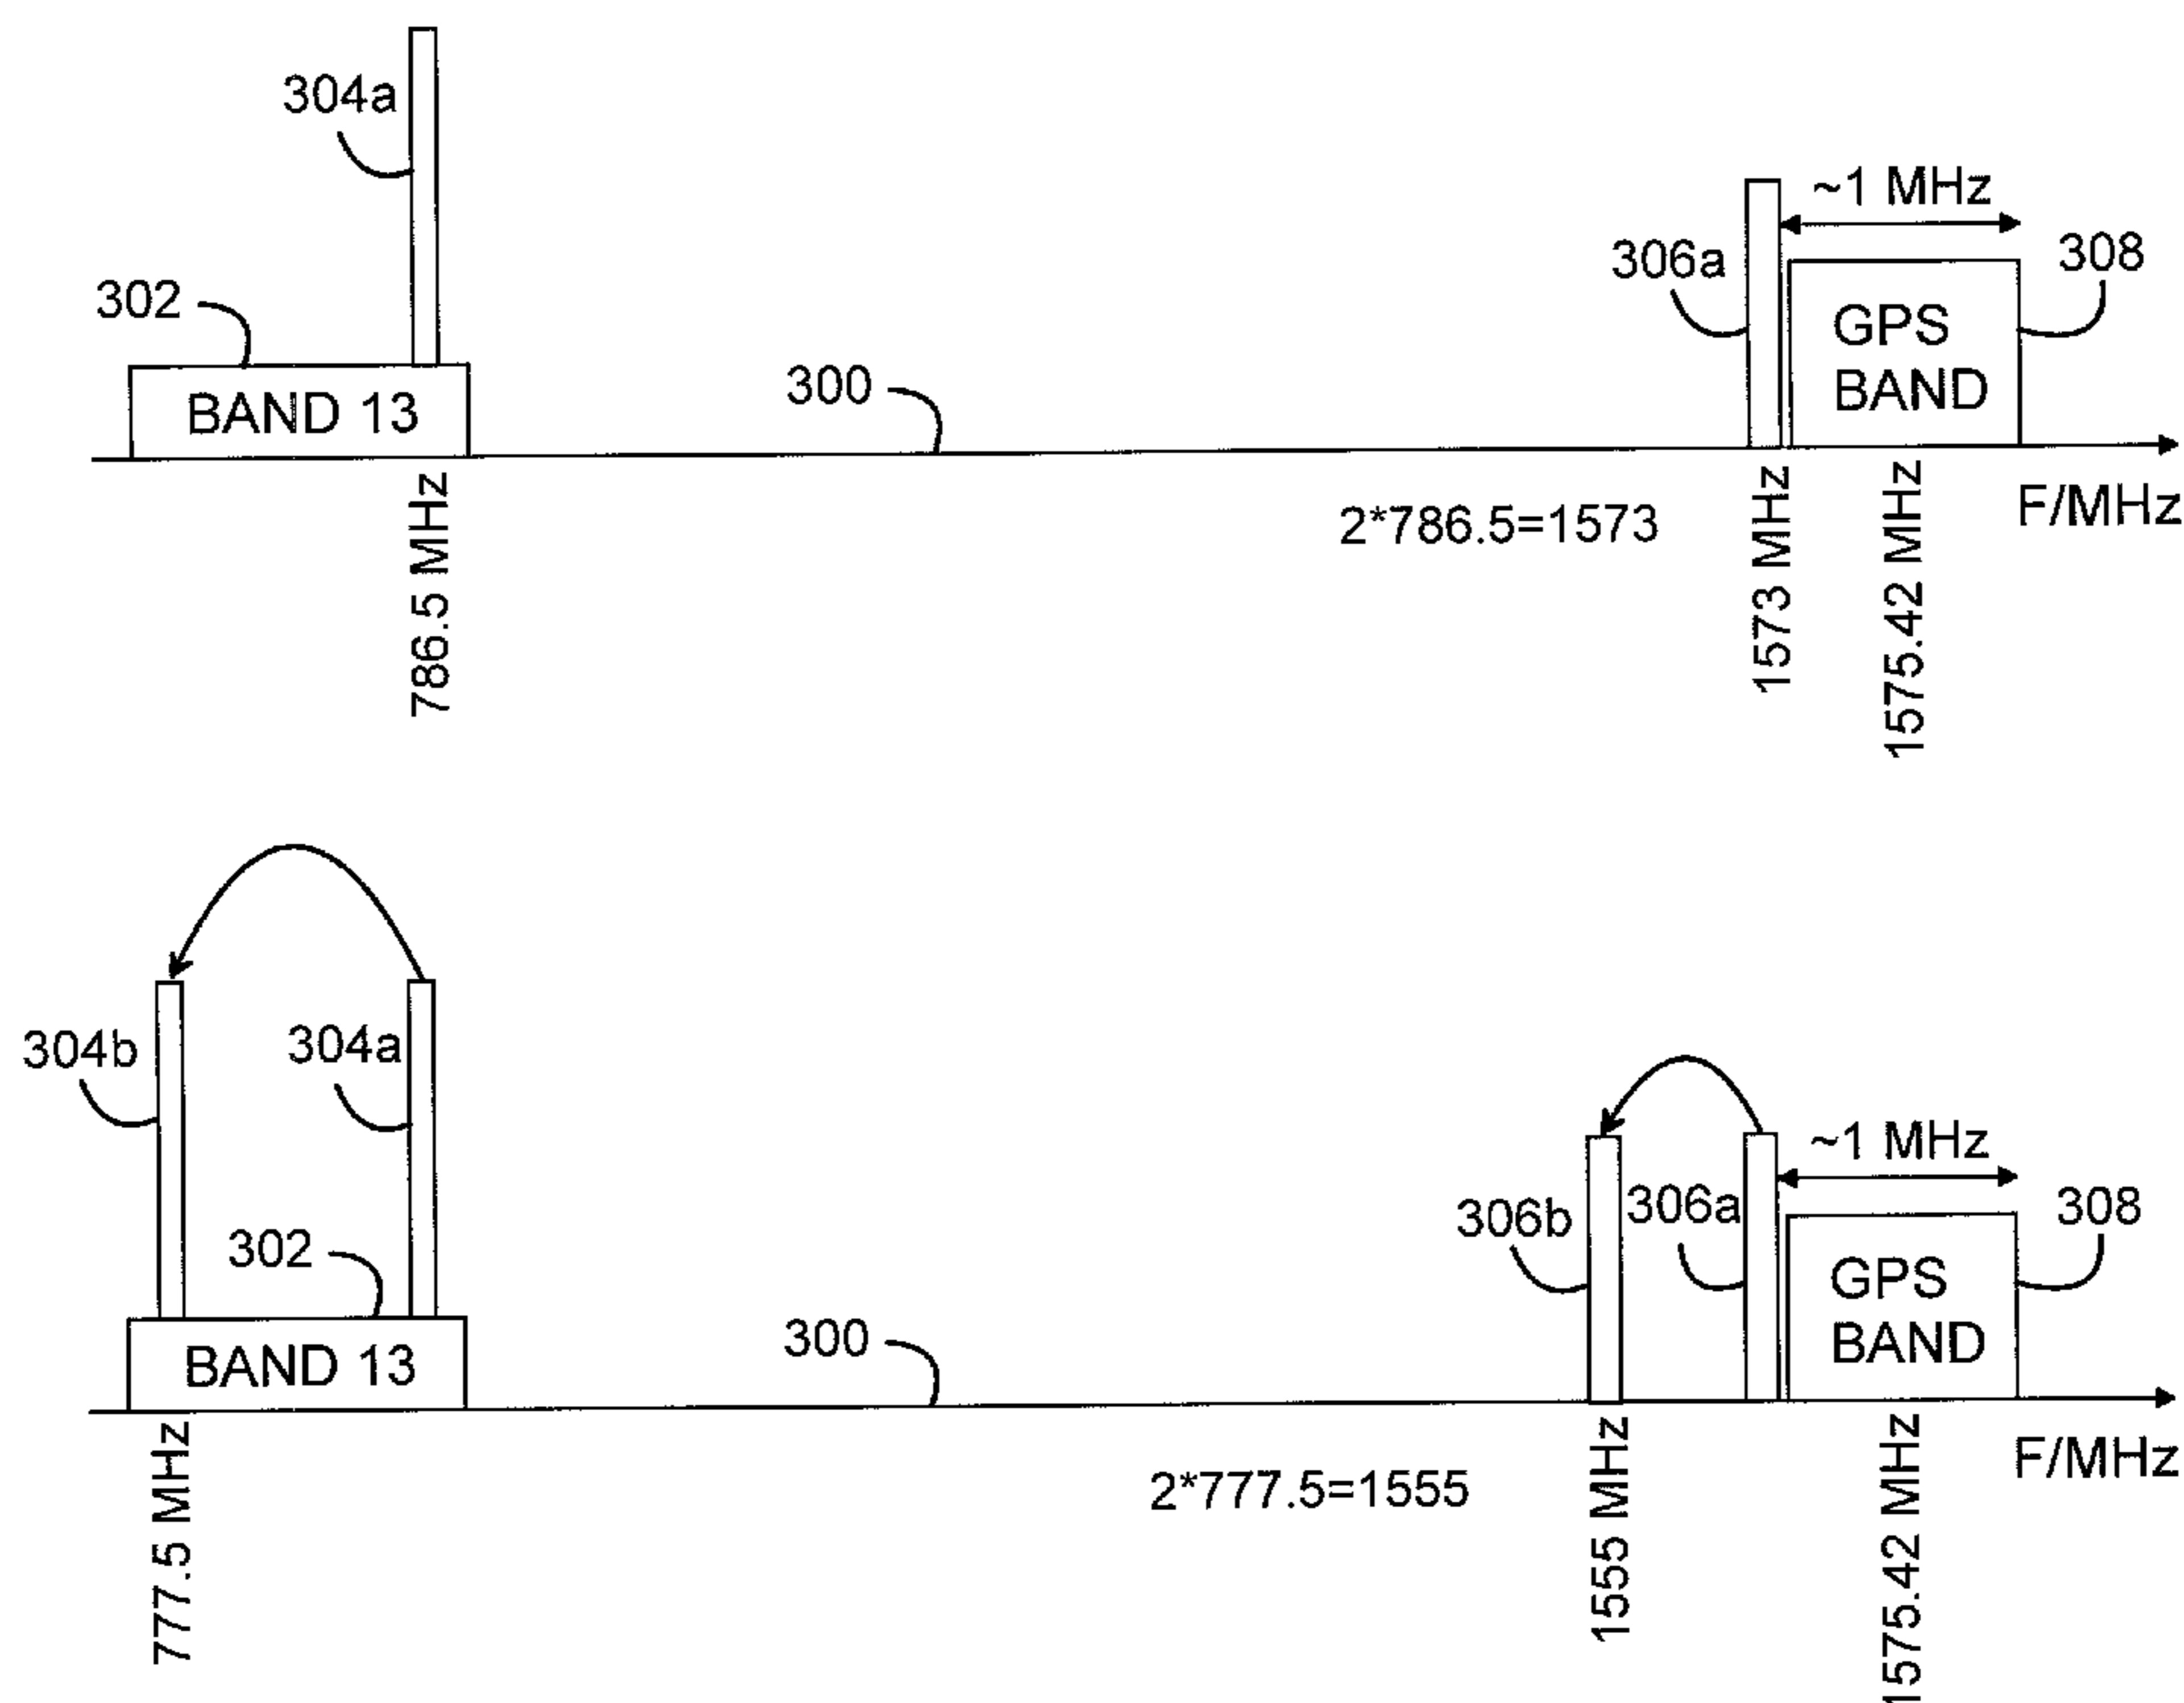 304a
~1 MHz
306a
308
302
GPS
BAND
300
BAND 13
786.5 MHz
2*786.5=1573
1573 MHz
1575.42 MHz
F/MHz
304b
304a
~1 MHz
306b
306a
308
302
GPS
BAND
300
BAND 13
777.5 MHz
2*777.5=1555
1555 MHz
1575.42 MHz
F/MHz